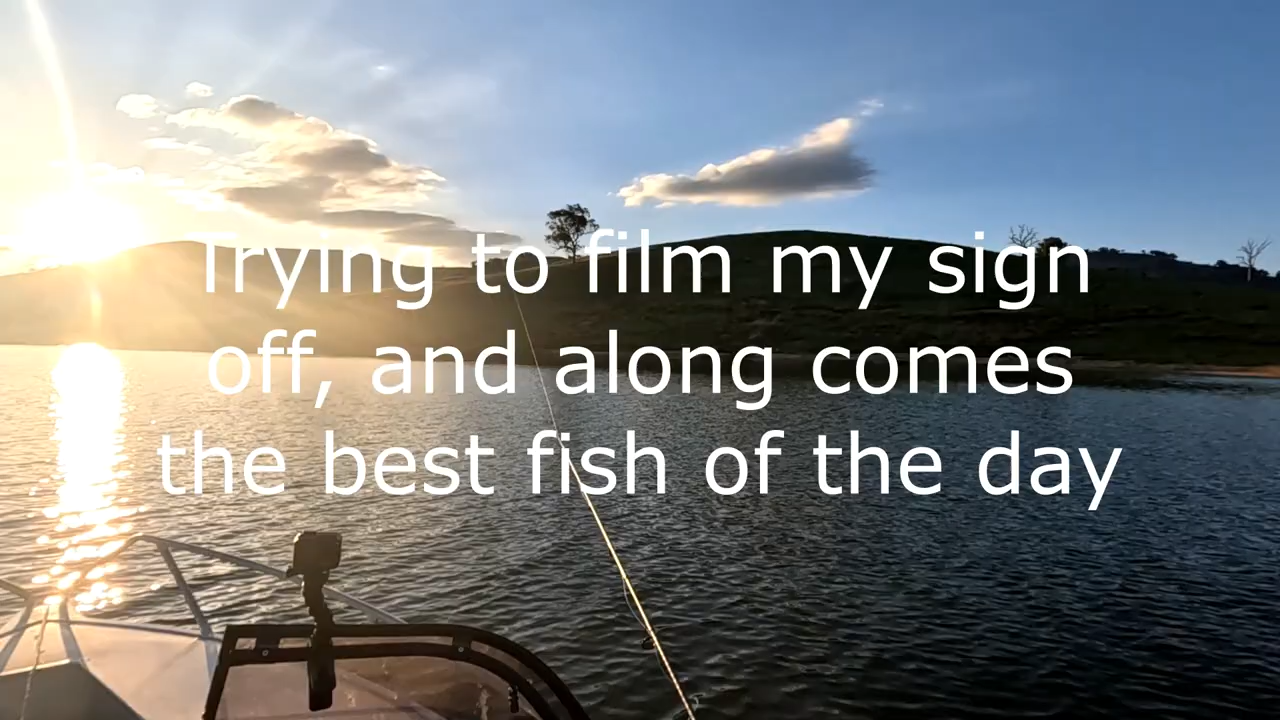 Trying to film my sign
off, and along comes
the best fish of the day